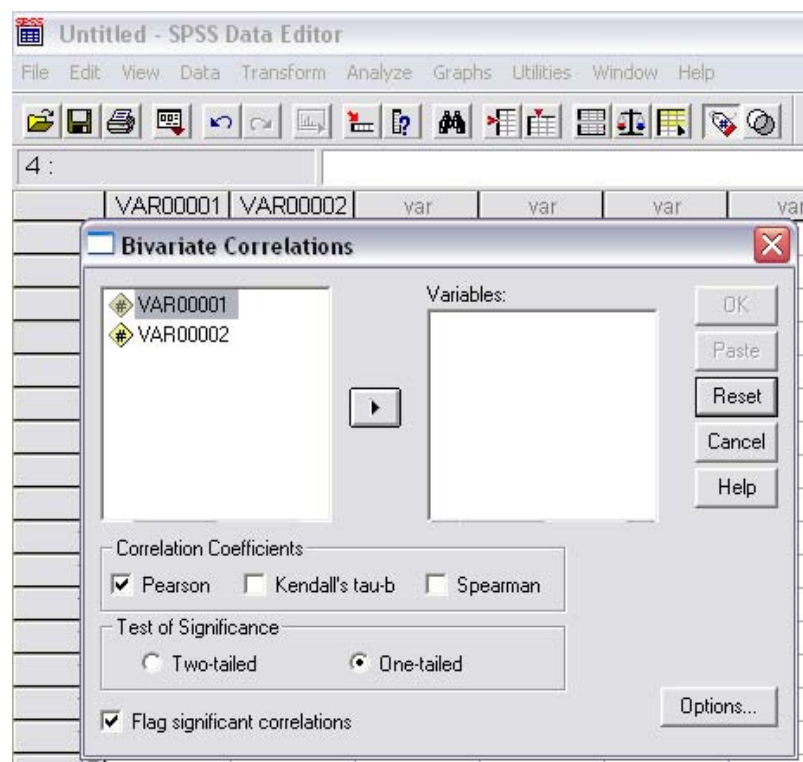 SPSS
Untitled - SPSS Data Editor
File Edit View Data Transform Analyze Graphs Utilities Window Help
4 :
VAR00001 VAR00002 var var var var
Bivariate Correlations
VAR00001
VAR00002
Variables:
OK
Paste
Reset
Cancel
Help
Correlation Coefficients
Pearson Kendall's tau-b Spearman
Test of Significance
Two-tailed One-tailed
Flag significant correlations
Options...